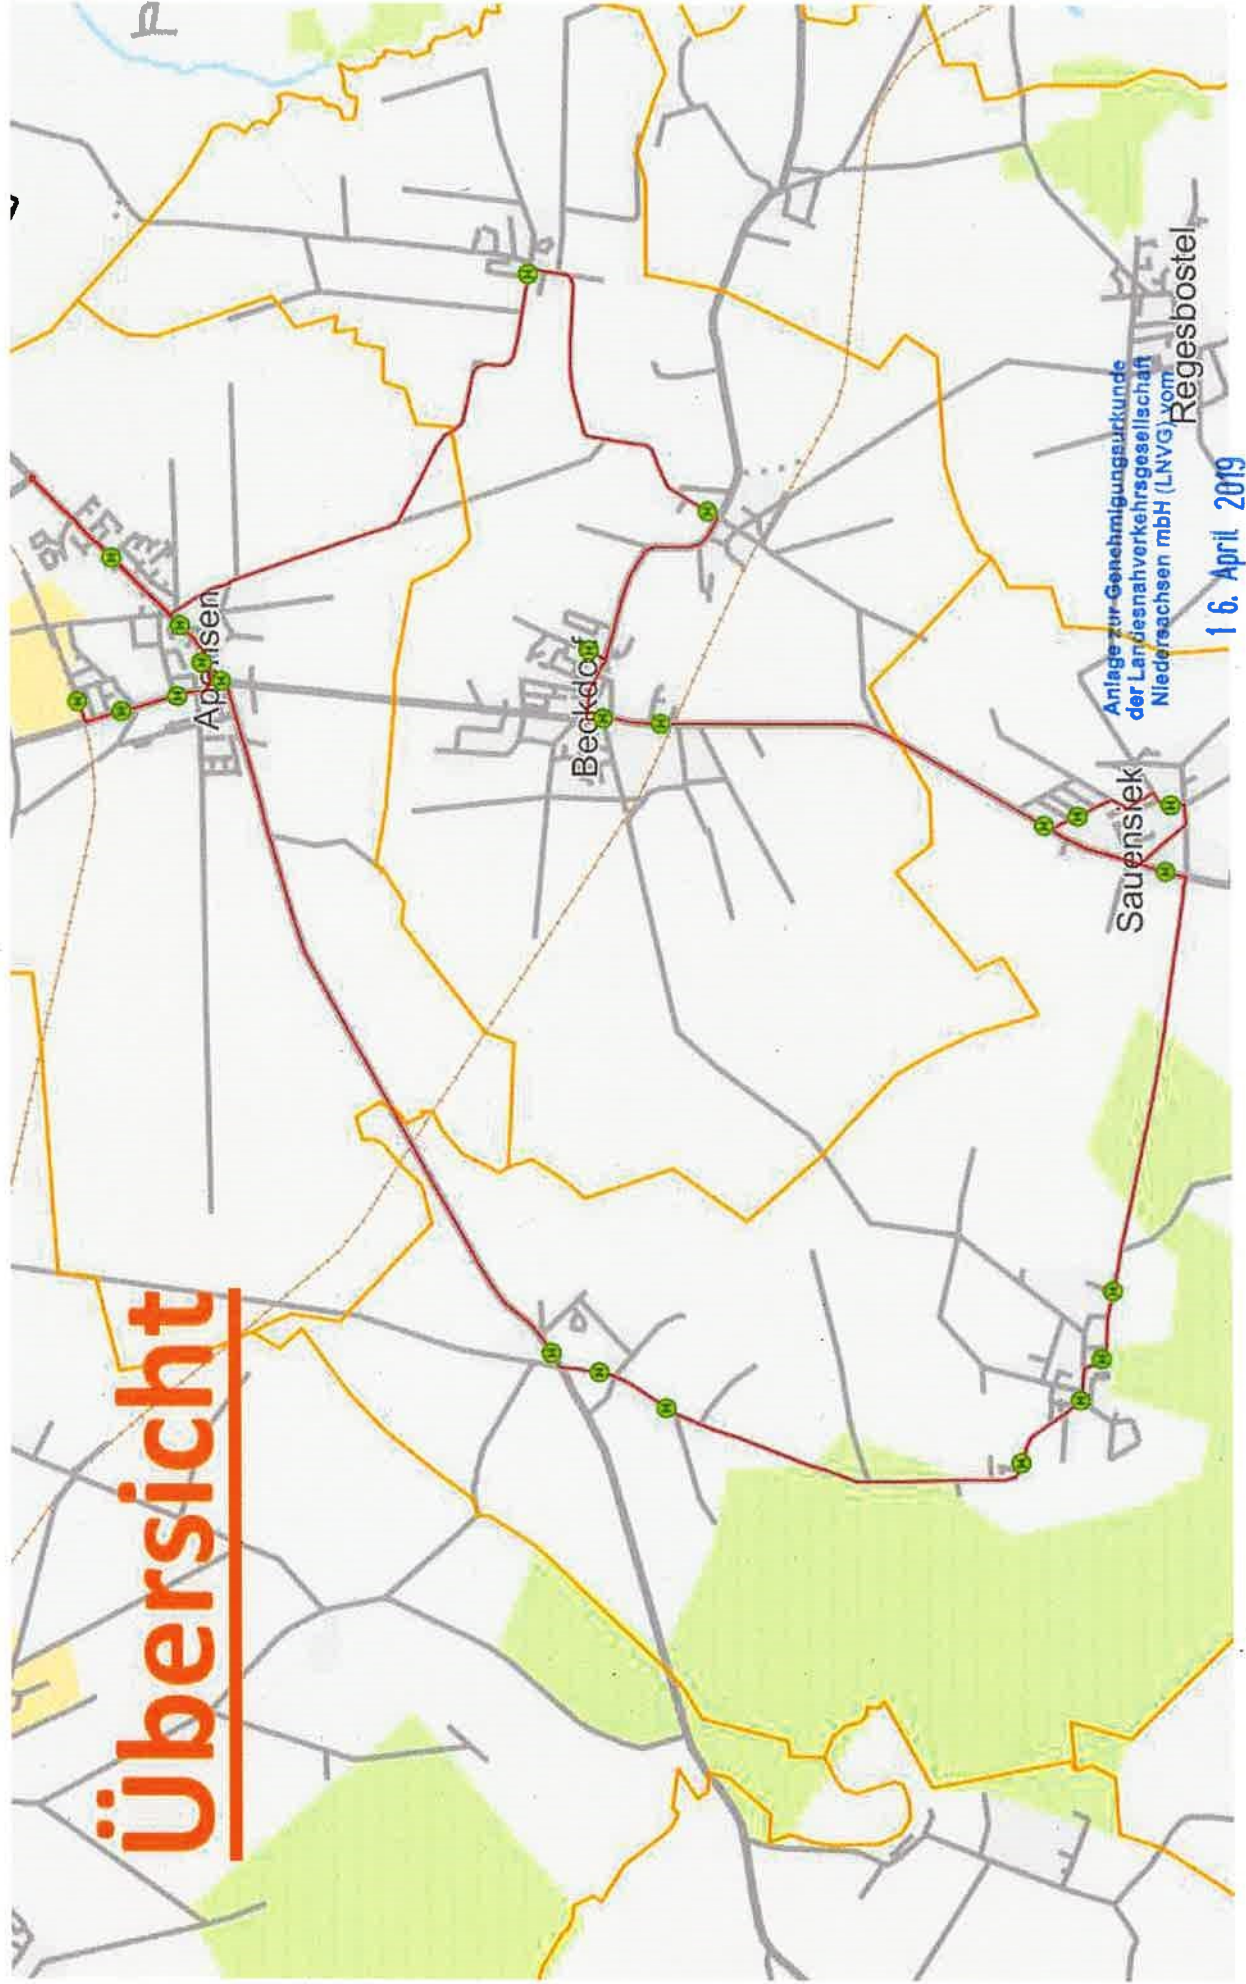 Übersicht
Apensen
Beckdorf
Sauensiek
Regesbostel
Anlage zur Genehmigungsurkunde
der Landesnahverkehrsgesellschaft
Niedersachsen mbH (LNVG) vom
16. April 2019